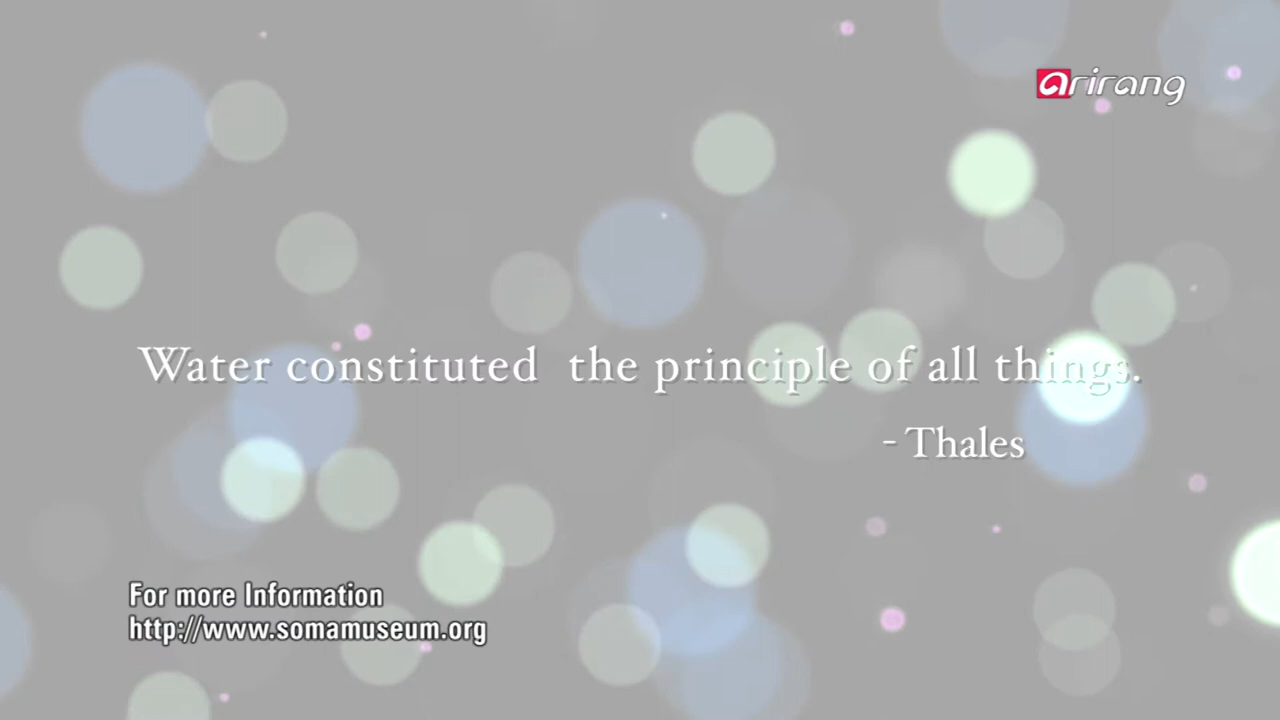 arirang
Water constituted the principle of all things.
- Thales
For more Information
http://www.somamuseum.org